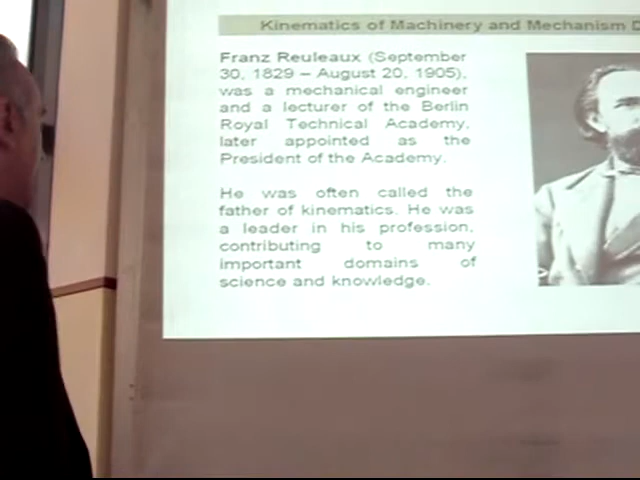 Kinematics of Machinery and Mechanism D
Franz Reuleaux (September
30, 1829 – August 20, 1905),
was a mechanical engineer
and a lecturer of the Berlin
Royal Technical Academy,
later appointed as the
President of the Academy.
He was often called the
father of kinematics. He was
a leader in his profession,
contributing to many
important domains of
science and knowledge.